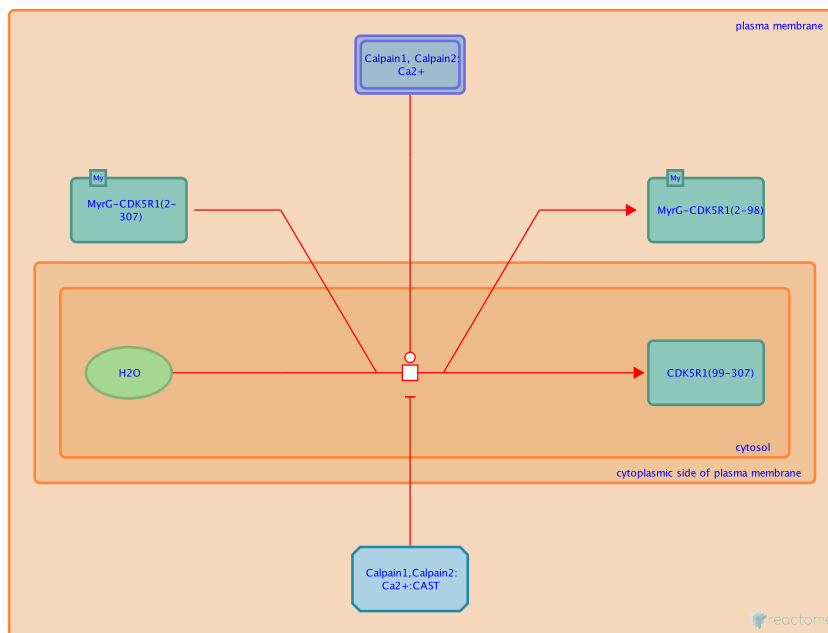 plasma membrane
Calpain1, Calpain2:
Ca2+
My
MyrG-CDK5R1(2-
307)
My
MyrG-CDK5R1(2-98)
H2O
CDK5R1(99-307)
cytosol
cytoplasmic side of plasma membrane
Calpain1,Calpain2:
Ca2+:CAST
reactome